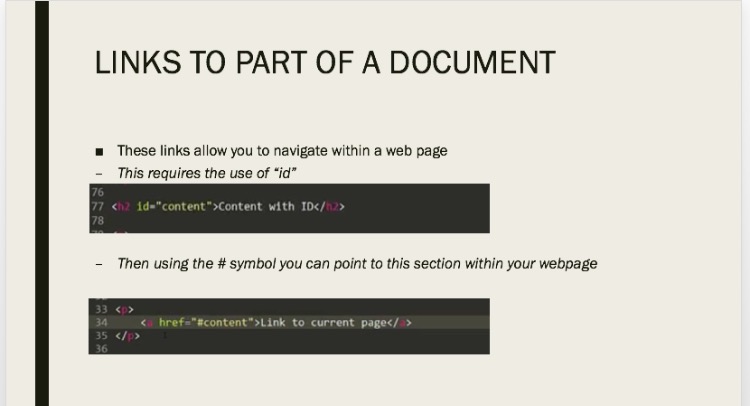 LINKS TO PART OF A DOCUMENT
■ These links allow you to navigate within a web page
– This requires the use of “id”
76
77 <h2 id="content">Content with ID</h2>
78
– Then using the # symbol you can point to this section within your webpage
33 <p>
34 <a href="#content">Link to current page</a>
35 </p>
36